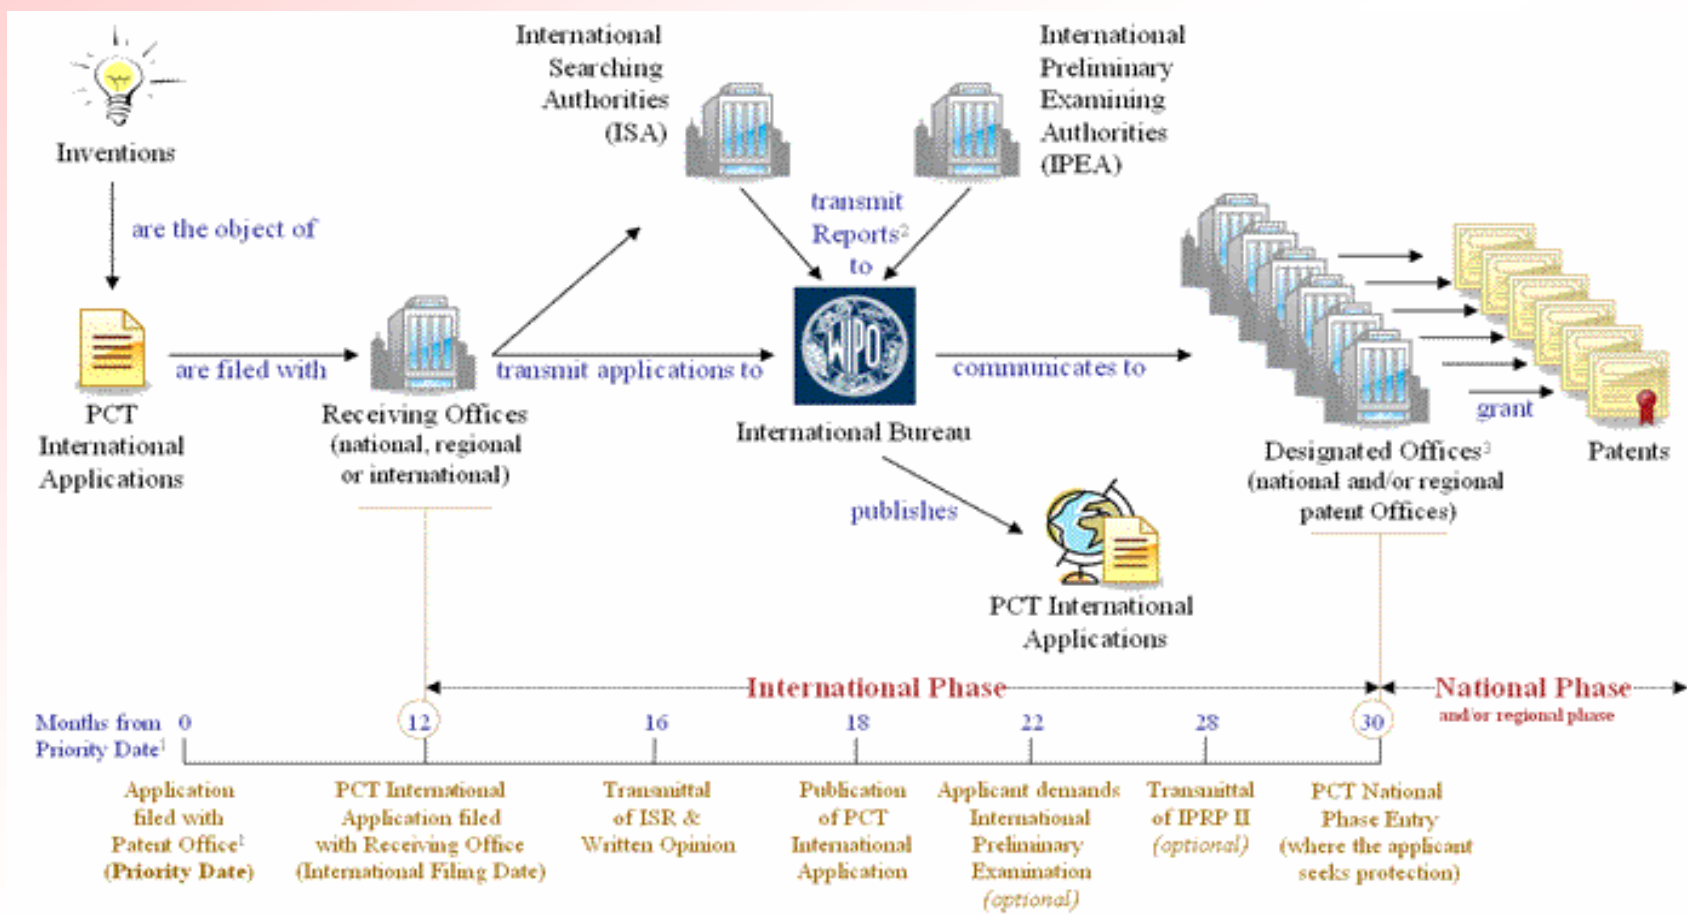 International
Searching
Authorities
(ISA)
International
Preliminary
Examining
Authorities
(IPEA)
Inventions
are the object of
transmit
Reports²
to
PCT
International
Applications
are filed with
Receiving Offices
(national, regional
or international)
transmit applications to
WIPO
International Bureau
communicates to
Designated Offices³
(national and/or regional
patent Offices)
grant
Patents
publishes
PCT International
Applications
International Phase
National Phase
and/or regional phase
Months from
Priority Date¹
0
12
16
18
22
28
30
Application
filed with
Patent Office¹
(Priority Date)
PCT International
Application filed
with Receiving Office
(International Filing Date)
Transmittal
of ISR &
Written Opinion
Publication
of PCT
International
Application
Applicant demands
International
Preliminary
Examination
(optional)
Transmittal
of IPRP II
(optional)
PCT National
Phase Entry
(where the applicant
seeks protection)